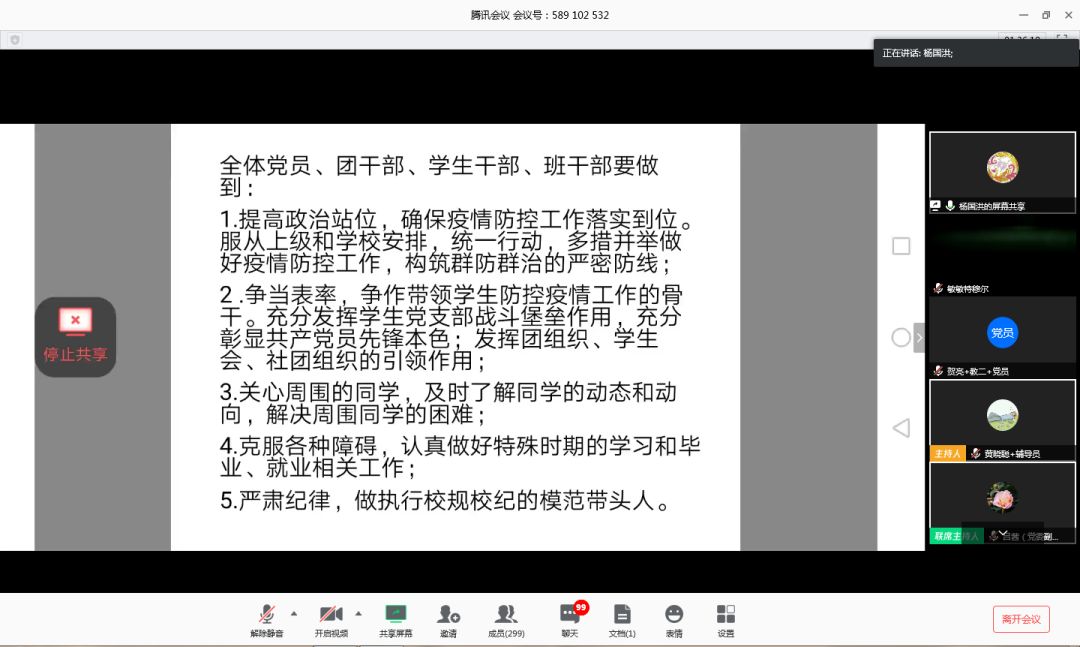 腾讯会议 会议号：589 102 532
正在讲话: 杨国洪;
全体党员、团干部、学生干部、班干部要做
到：
1.提高政治站位，确保疫情防控工作落实到位。
服从上级和学校安排，统一行动，多措并举做
好疫情防控工作，构筑群防群治的严密防线；
2 .争当表率，争作带领学生防控疫情工作的骨
干。充分发挥学生党支部战斗堡垒作用，充分
彰显共产党员先锋本色；发挥团组织、学生
会、社团组织的引领作用；
3.关心周围的同学，及时了解同学的动态和动
向，解决周围同学的困难；
4.克服各种障碍，认真做好特殊时期的学习和毕
业、就业相关工作；
5.严肃纪律，做执行校规校纪的模范带头人。
停止共享
杨国洪的屏幕共享
敏敏特穆尔
党员
贺亮+教二+党员
主持人 黄晓聪+辅导员
联席主持人
解除静音
开启视频
共享屏幕
邀请
成员(299)
99
聊天
文档(1)
表情
设置
离开会议